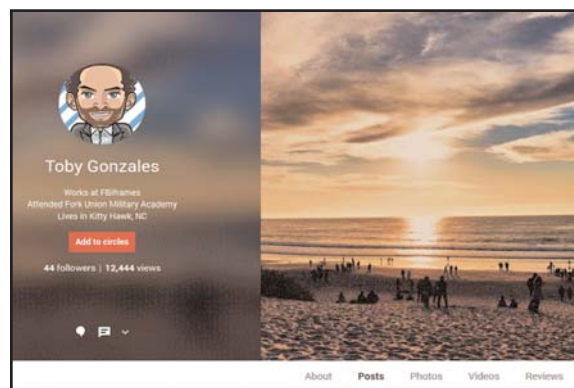 Toby Gonzales
Works at FBIhames
Attended Fork Union Military Academy
Lives in Kitty Hawk, NC
Add to circles
44 followers | 12,444 views
About Posts Photos Videos Reviews